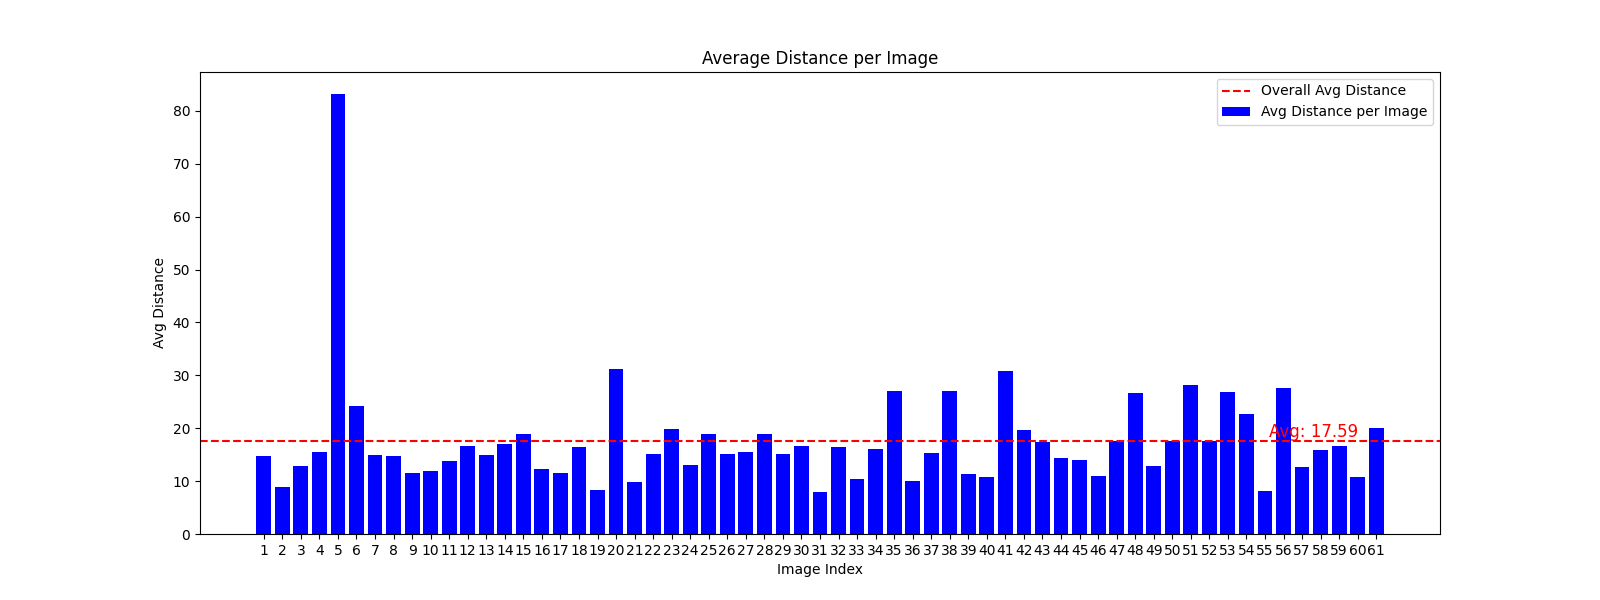 Average Distance per Image
Overall Avg Distance
Avg Distance per Image
80
70
60
50
40
30
20
10
0
Avg Distance
Avg: 17.59
1 2 3 4 5 6 7 8 9 10 11 12 13 14 15 16 17 18 19 20 21 22 23 24 25 26 27 28 29 30 31 32 33 34 35 36 37 38 39 40 41 42 43 44 45 46 47 48 49 50 51 52 53 54 55 56 57 58 59 60 61
Image Index